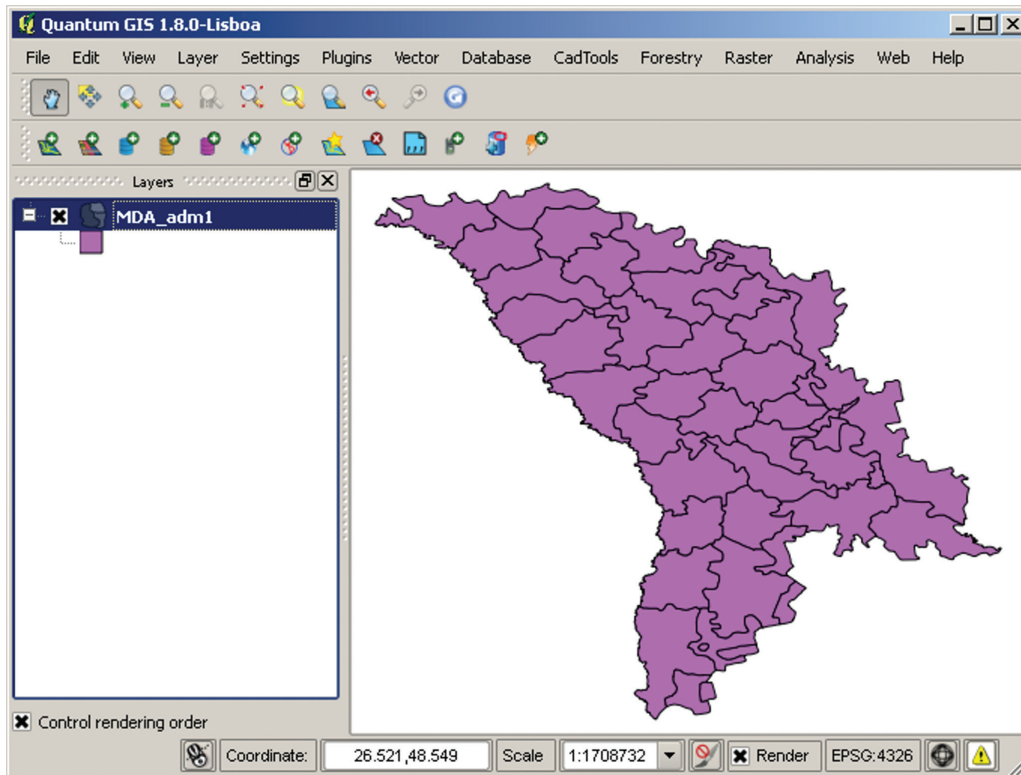 Quantum GIS 1.8.0-Lisboa
File Edit View Layer Settings Plugins Vector Database CadTools Forestry Raster Analysis Web Help
Layers
MDA_adm1
Control rendering order
Coordinate: 26.521,48.549 Scale 1:1708732 Render EPSG:4326